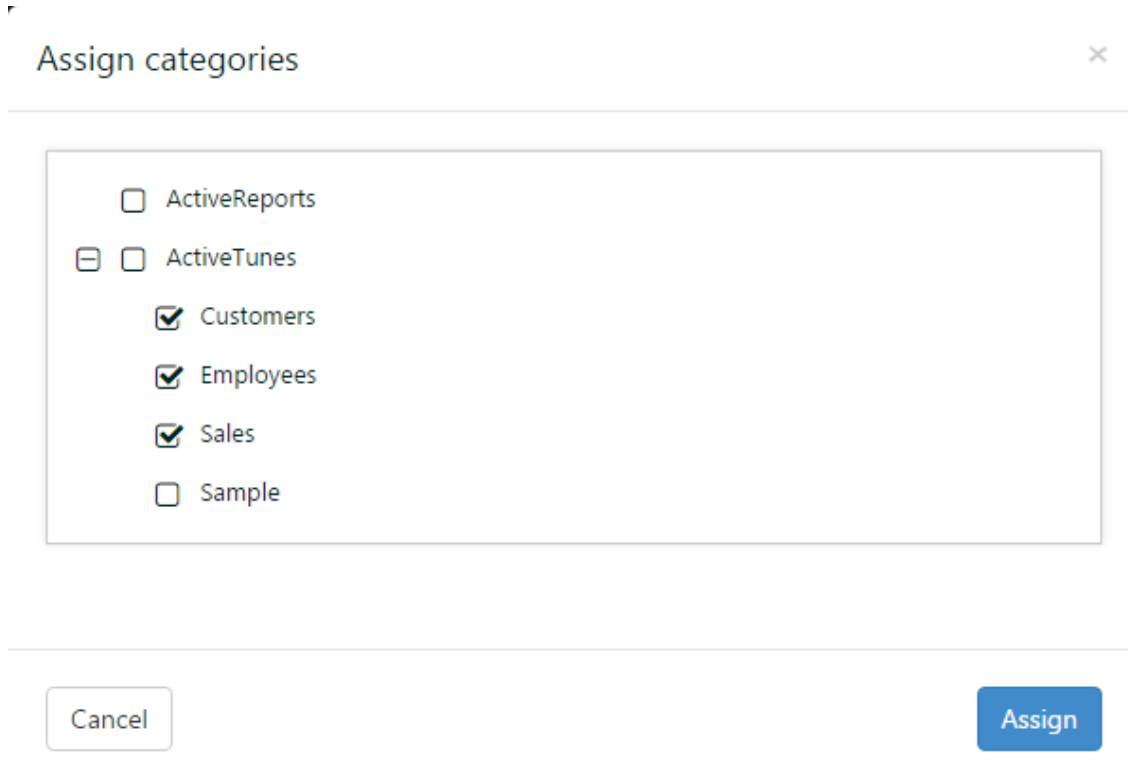 Assign categories
ActiveReports
ActiveTunes
Customers
Employees
Sales
Sample
Cancel
Assign